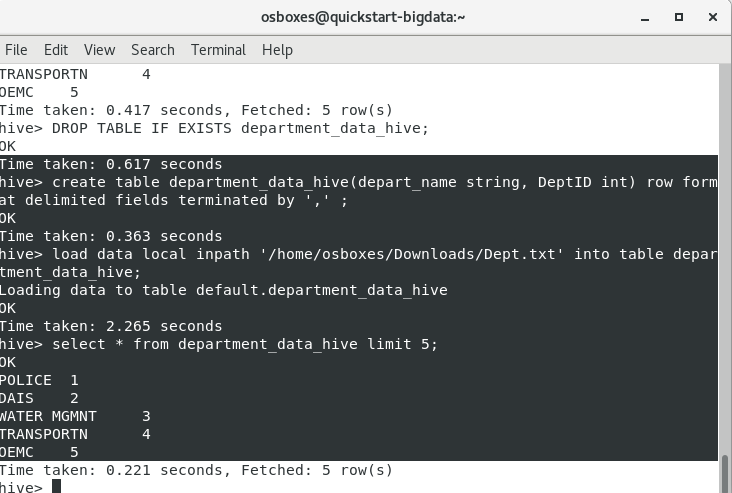 osboxes@quickstart-bigdata:~
File Edit View Search Terminal Help
TRANSPORTN      4
OEMC    5
Time taken: 0.417 seconds, Fetched: 5 row(s)
hive> DROP TABLE IF EXISTS department_data_hive;
OK
Time taken: 0.617 seconds
hive> create table department_data_hive(depart_name string, DeptID int) row form
at delimited fields terminated by ',' ;
OK
Time taken: 0.363 seconds
hive> load data local inpath '/home/osboxes/Downloads/Dept.txt' into table depar
tment_data_hive;
Loading data to table default.department_data_hive
OK
Time taken: 2.265 seconds
hive> select * from department_data_hive limit 5;
OK
POLICE  1
DAIS    2
WATER MGMNT     3
TRANSPORTN      4
OEMC    5
Time taken: 0.221 seconds, Fetched: 5 row(s)
hive>